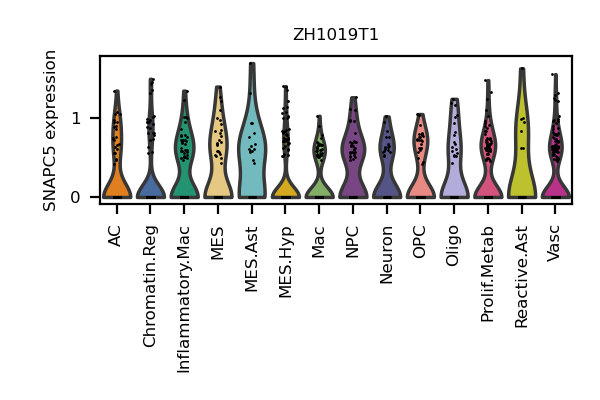 ZH1019T1
SNAPC5 expression
1
0
AC
Chromatin.Reg
Inflammatory.Mac
MES
MES.Ast
MES.Hyp
Mac
NPC
Neuron
OPC
Oligo
Prolif.Metab
Reactive.Ast
Vasc